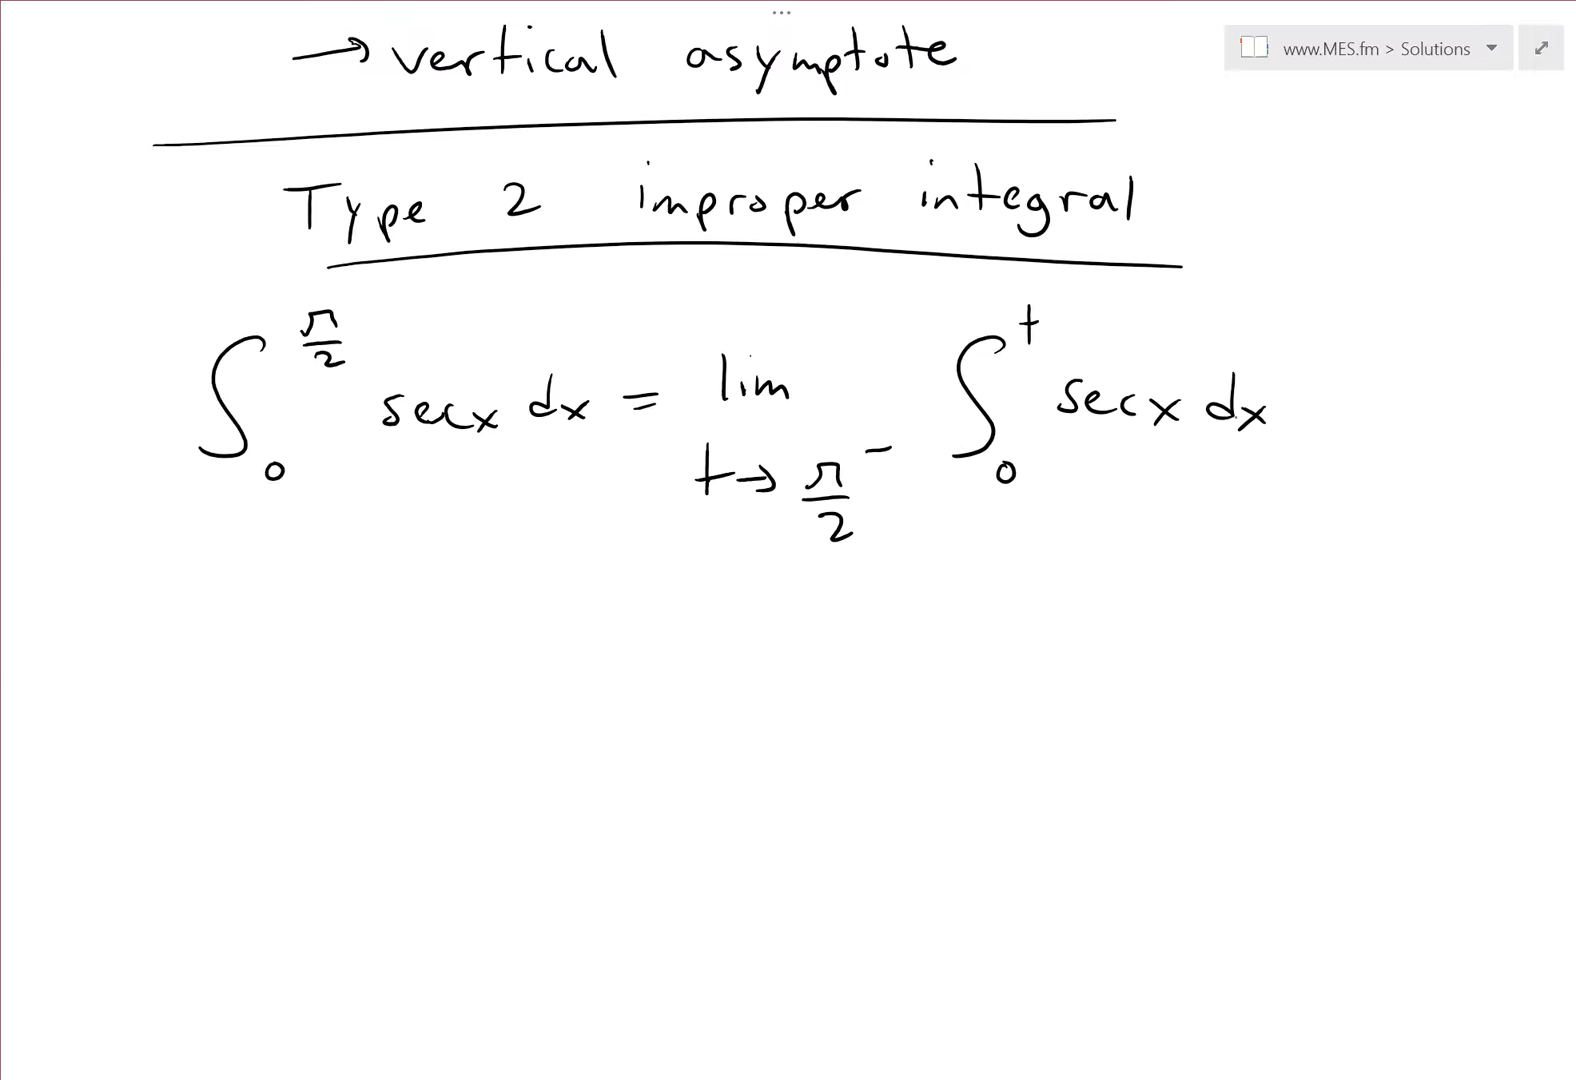 → vertical asymptote
www.MES.fm > Solutions
Type 2 improper integral
∫₀^(π/2) secx dx = lim_(t→π/2⁻) ∫₀^t secx dx